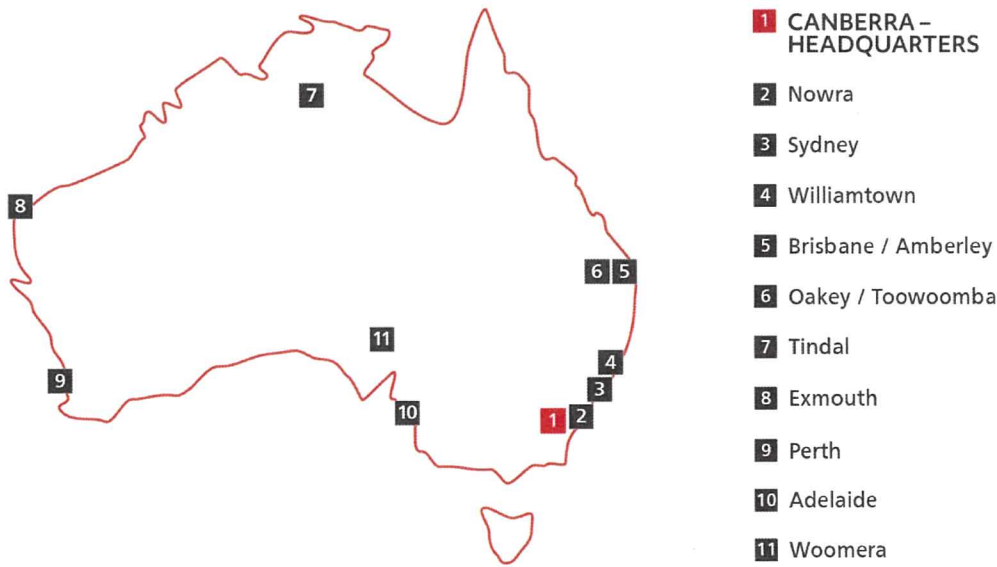 7
8
6 5
11
4
9
3
10
1 2
1 CANBERRA –
HEADQUARTERS
2 Nowra
3 Sydney
4 Williamtown
5 Brisbane / Amberley
6 Oakey / Toowoomba
7 Tindal
8 Exmouth
9 Perth
10 Adelaide
11 Woomera